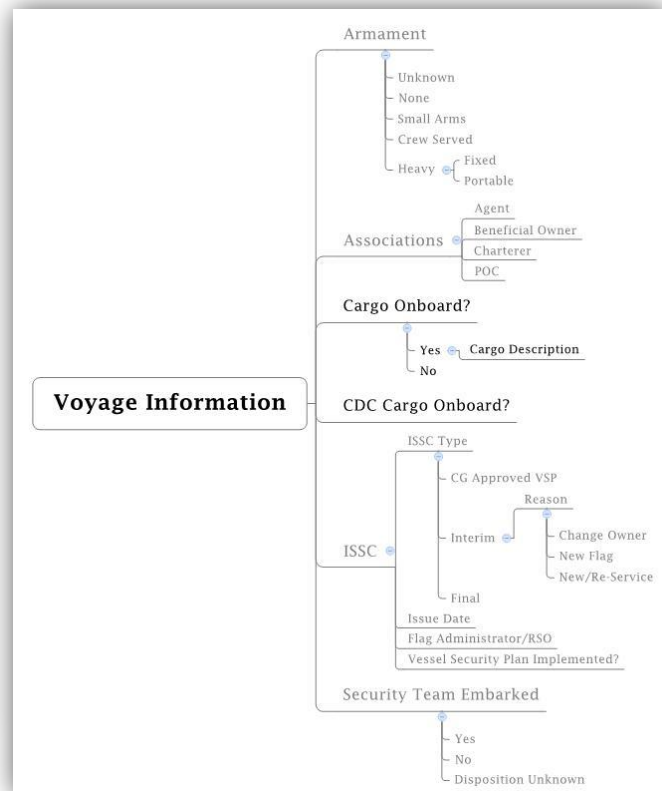 Armament
Unknown
None
Small Arms
Crew Served
Heavy
Fixed
Portable
Associations
Agent
Beneficial Owner
Charterer
POC
Cargo Onboard?
Yes
Cargo Description
No
Voyage Information
CDC Cargo Onboard?
ISSC
ISSC Type
CG Approved VSP
Interim
Reason
Change Owner
New Flag
New/Re-Service
Final
Issue Date
Flag Administrator/RSO
Vessel Security Plan Implemented?
Security Team Embarked
Yes
No
Disposition Unknown